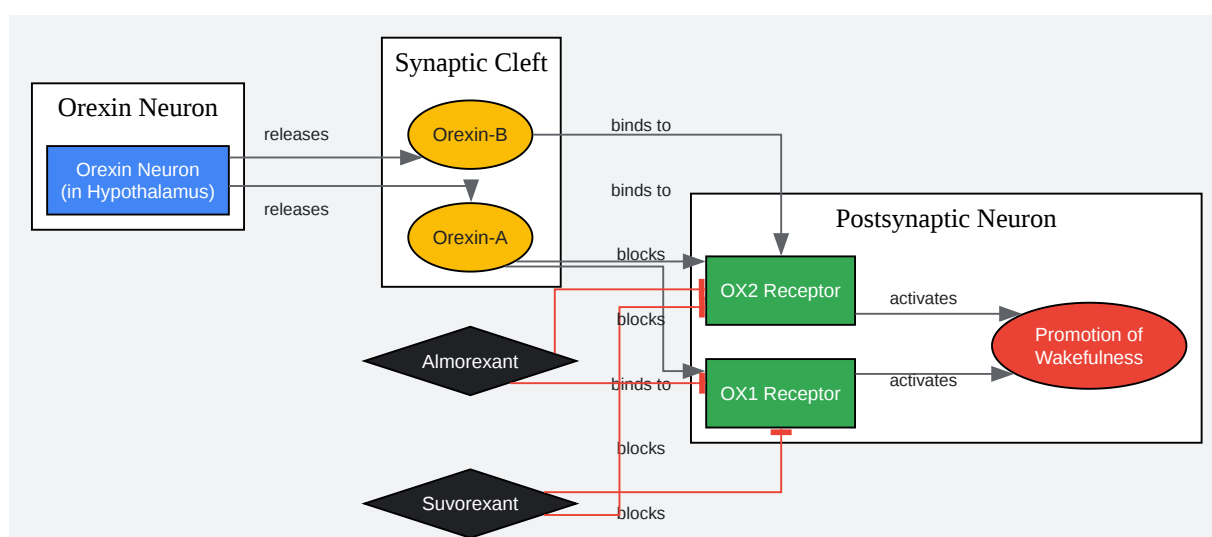 Orexin Neuron
Orexin Neuron
(in Hypothalamus)
releases
releases
Synaptic Cleft
Orexin-B
Orexin-A
binds to
binds to
blocks
blocks
binds to
blocks
blocks
Almorexant
Suvorexant
Postsynaptic Neuron
OX2 Receptor
OX1 Receptor
activates
activates
Promotion of
Wakefulness